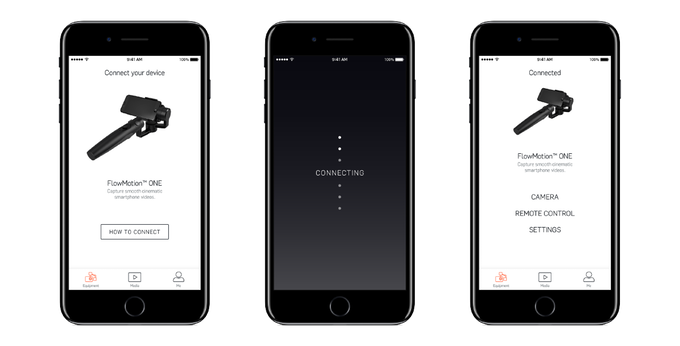 9:41 AM
100%
Connect your device
FlowMotion™ ONE
Capture smooth cinematic
smartphone videos.
HOW TO CONNECT
Equipment
Media
Me
9:41 AM
100%
CONNECTING
9:41 AM
100%
Connected
FlowMotion™ ONE
Capture smooth cinematic
smartphone videos.
CAMERA
REMOTE CONTROL
SETTINGS
Equipment
Media
Me